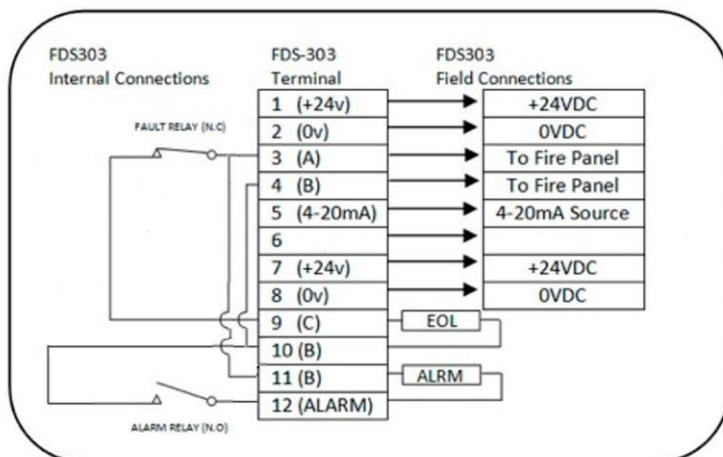 FDS303
Internal Connections
FDS-303
Terminal
FDS303
Field Connections
1 (+24v)
+24VDC
2 (0v)
0VDC
FAULT RELAY (N.C)
3 (A)
To Fire Panel
4 (B)
To Fire Panel
5 (4-20mA)
4-20mA Source
6
7 (+24v)
+24VDC
8 (0v)
0VDC
9 (C)
EOL
10 (B)
11 (B)
ALRM
12 (ALARM)
ALARM RELAY (N.O)